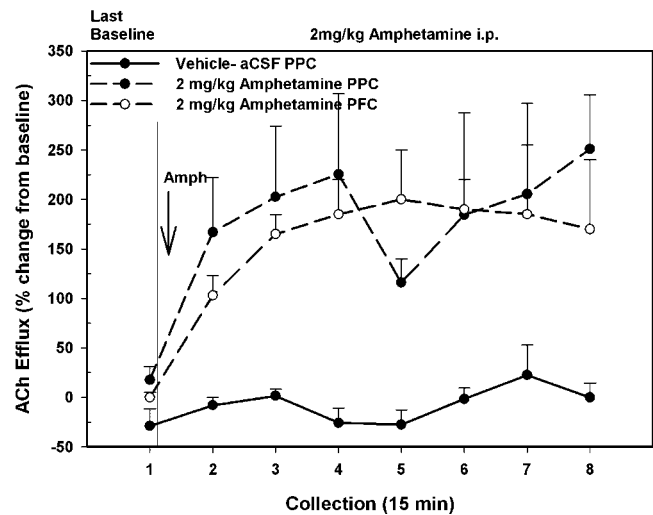 Last
Baseline
2mg/kg Amphetamine i.p.
350
Vehicle- aCSF PPC
300
2 mg/kg Amphetamine PPC
2 mg/kg Amphetamine PFC
250
Amph
200
150
100
50
0
-50
ACh Efflux (% change from baseline)
1 2 3 4 5 6 7 8
Collection (15 min)